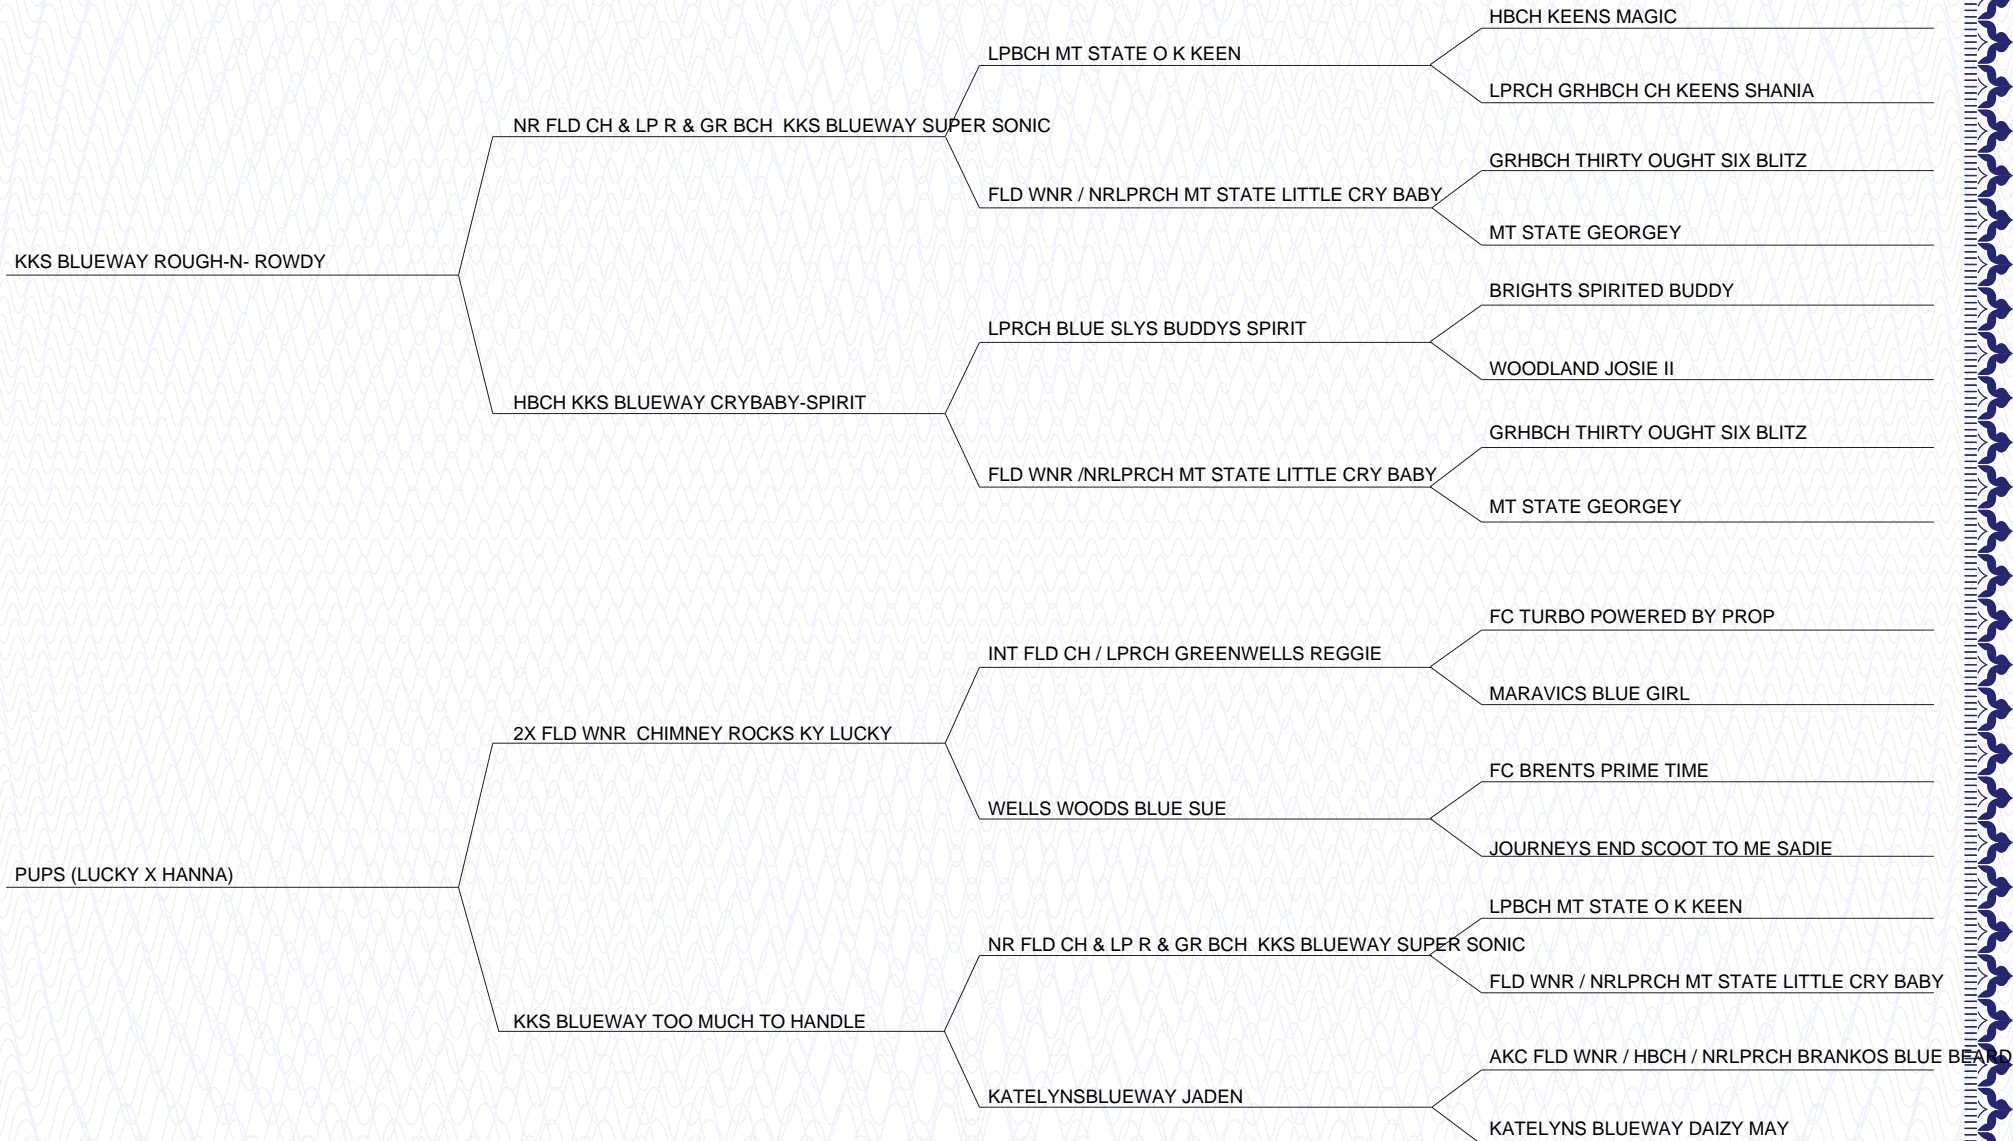 HBCH KEENS MAGIC
LPBCH MT STATE O K KEEN
LPRCH GRHBCH CH KEENS SHANIA
NR FLD CH & LP R & GR BCH  KKS BLUEWAY SUPER SONIC
GRHBCH THIRTY OUGHT SIX BLITZ
FLD WNR / NRLPRCH MT STATE LITTLE CRY BABY
MT STATE GEORGEY
KKS BLUEWAY ROUGH-N- ROWDY
BRIGHTS SPIRITED BUDDY
LPRCH BLUE SLYS BUDDYS SPIRIT
WOODLAND JOSIE II
HBCH KKS BLUEWAY CRYBABY-SPIRIT
GRHBCH THIRTY OUGHT SIX BLITZ
FLD WNR /NRLPRCH MT STATE LITTLE CRY BABY
MT STATE GEORGEY
FC TURBO POWERED BY PROP
INT FLD CH / LPRCH GREENWELLS REGGIE
MARAVICS BLUE GIRL
2X FLD WNR  CHIMNEY ROCKS KY LUCKY
FC BRENTS PRIME TIME
WELLS WOODS BLUE SUE
JOURNEYS END SCOOT TO ME SADIE
PUPS (LUCKY X HANNA)
LPBCH MT STATE O K KEEN
NR FLD CH & LP R & GR BCH  KKS BLUEWAY SUPER SONIC
FLD WNR / NRLPRCH MT STATE LITTLE CRY BABY
KKS BLUEWAY TOO MUCH TO HANDLE
AKC FLD WNR / HBCH / NRLPRCH BRANKOS BLUE BEARD
KATELYNSBLUEWAY JADEN
KATELYNS BLUEWAY DAIZY MAY